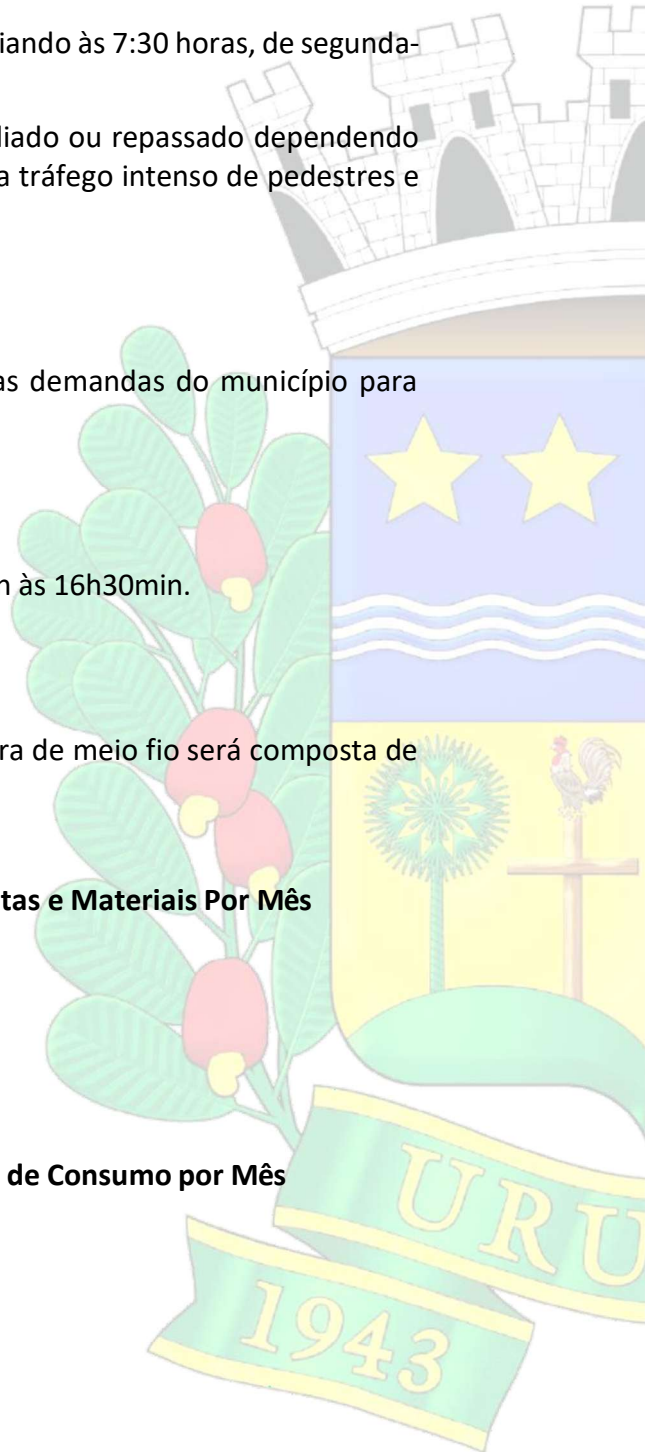 iando às 7:30 horas, de segunda-
liado ou repassado dependendo
a tráfego intenso de pedestres e
as demandas do município para
às 16h30min.
ra de meio fio será composta de
tas e Materiais Por Mês
de Consumo por Mês
URU
1943